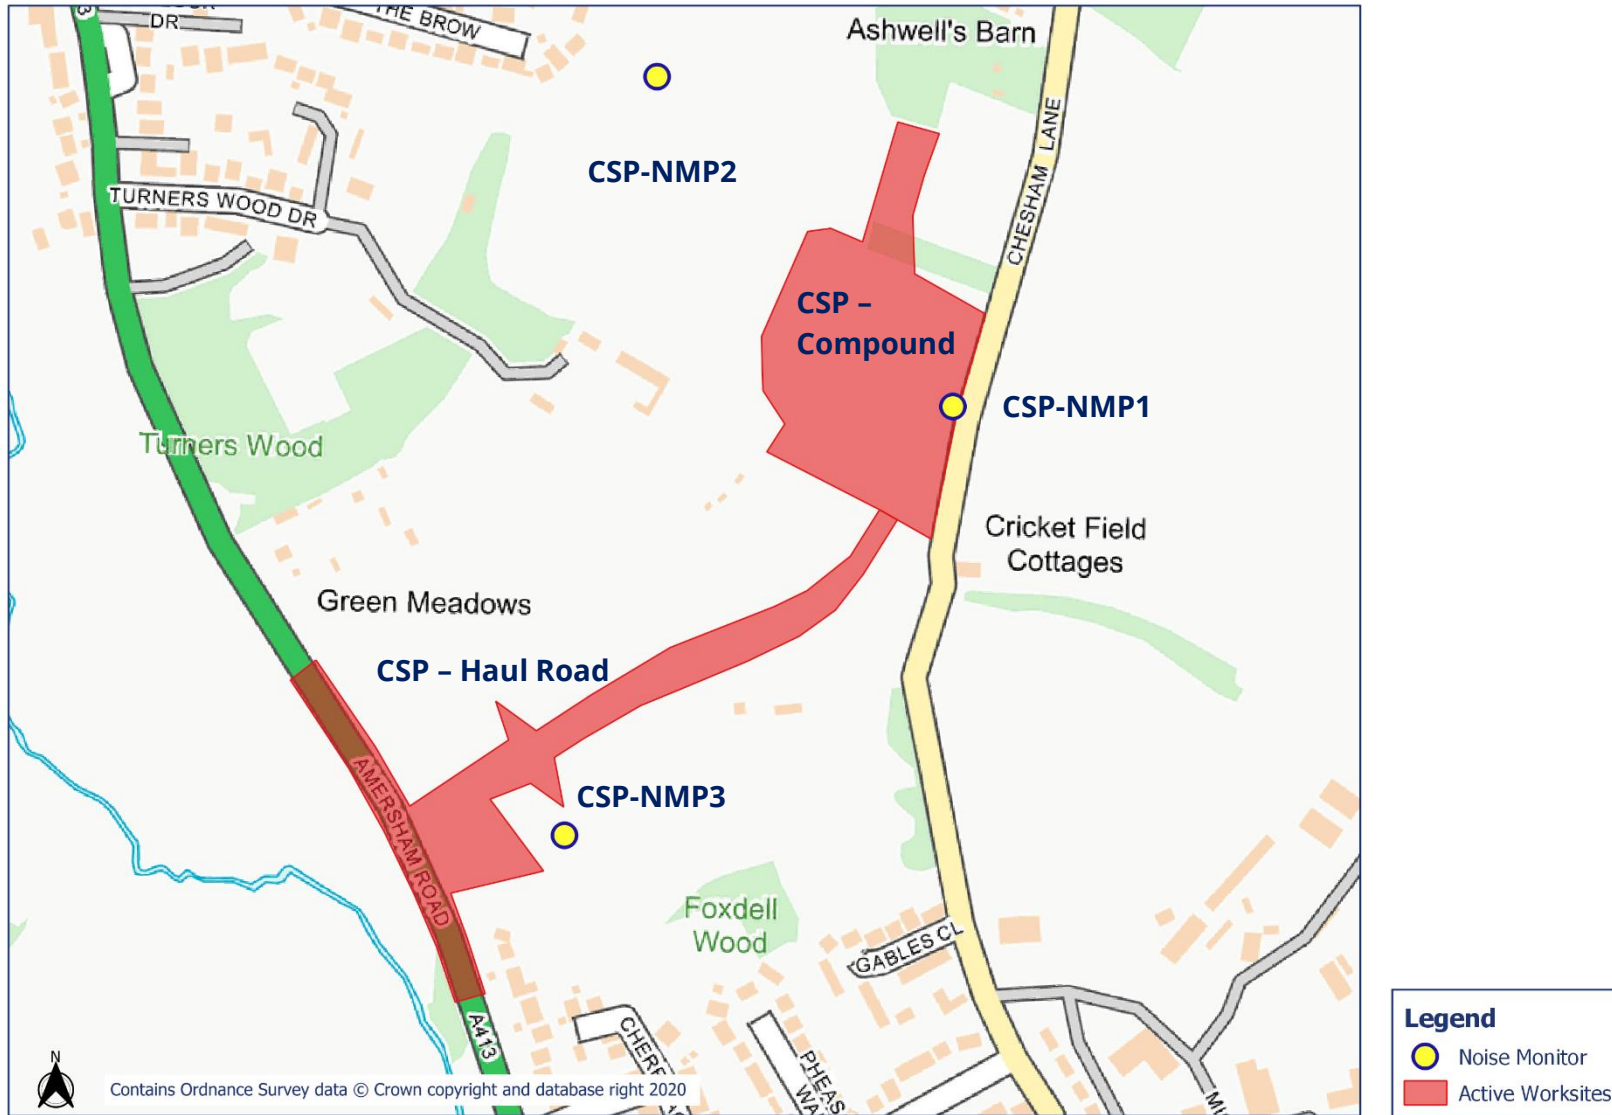 DR
THE BROW
Ashwell's Barn
CSP-NMP2
CHESHAM LANE
TURNERS WOOD DR
CSP –
Compound
CSP-NMP1
Turners Wood
Cricket Field
Cottages
Green Meadows
CSP – Haul Road
AMERSHAM ROAD
CSP-NMP3
Foxdell
Wood
GABLES CL
A413
N
Contains Ordnance Survey data © Crown copyright and database right 2020
Legend
Noise Monitor
Active Worksites